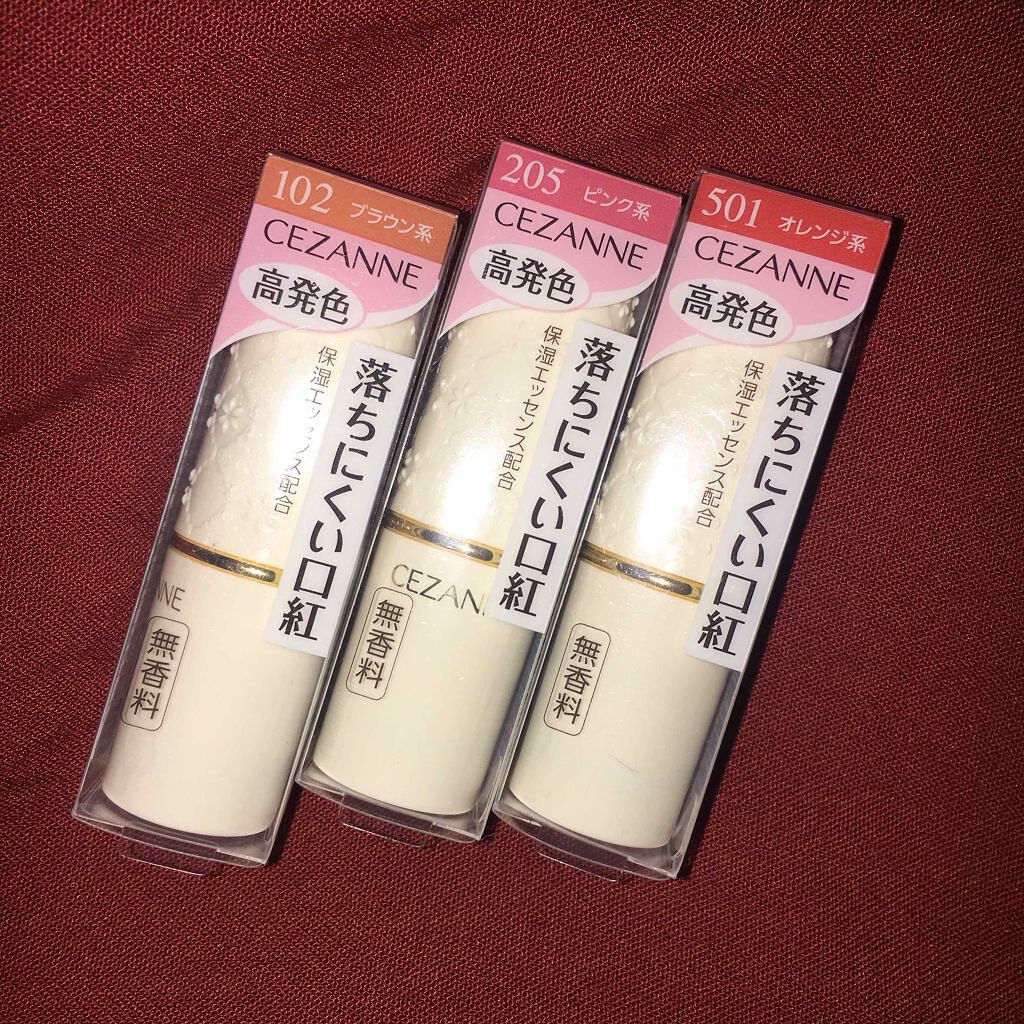 102 ブラウン系
CEZANNE
高発色
落ちにくい口紅
保湿エッセンス配合
NNE
無香料
205 ピンク系
CEZANNE
高発色
落ちにくい口紅
保湿エッセンス配合
CEZAN
無香料
501 オレンジ系
CEZANNE
高発色
落ちにくい口紅
保湿エッセンス配合
無香料